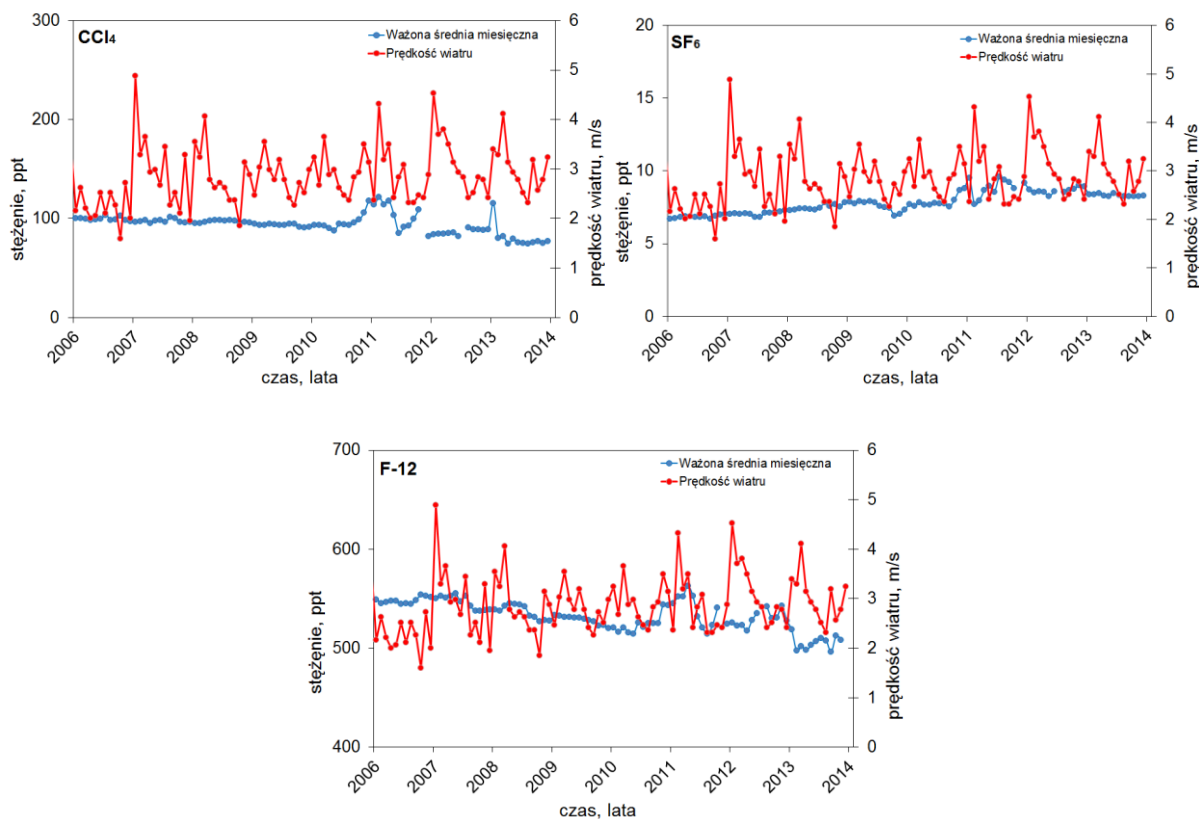 CCl₄
Ważona średnia miesięczna
Prędkość wiatru
stężenie, ppt
300
200
100
0
prędkość wiatru, m/s
6
5
4
3
2
1
0
2006 2007 2008 2009 2010 2011 2012 2013 2014
czas, lata
SF₆
Ważona średnia miesięczna
Prędkość wiatru
stężenie, ppt
20
15
10
5
0
prędkość wiatru, m/s
6
5
4
3
2
1
0
2006 2007 2008 2009 2010 2011 2012 2013 2014
czas, lata
F-12
Ważona średnia miesięczna
Prędkość wiatru
stężenie, ppt
700
600
500
400
prędkość wiatru, m/s
6
5
4
3
2
1
0
2006 2007 2008 2009 2010 2011 2012 2013 2014
czas, lata